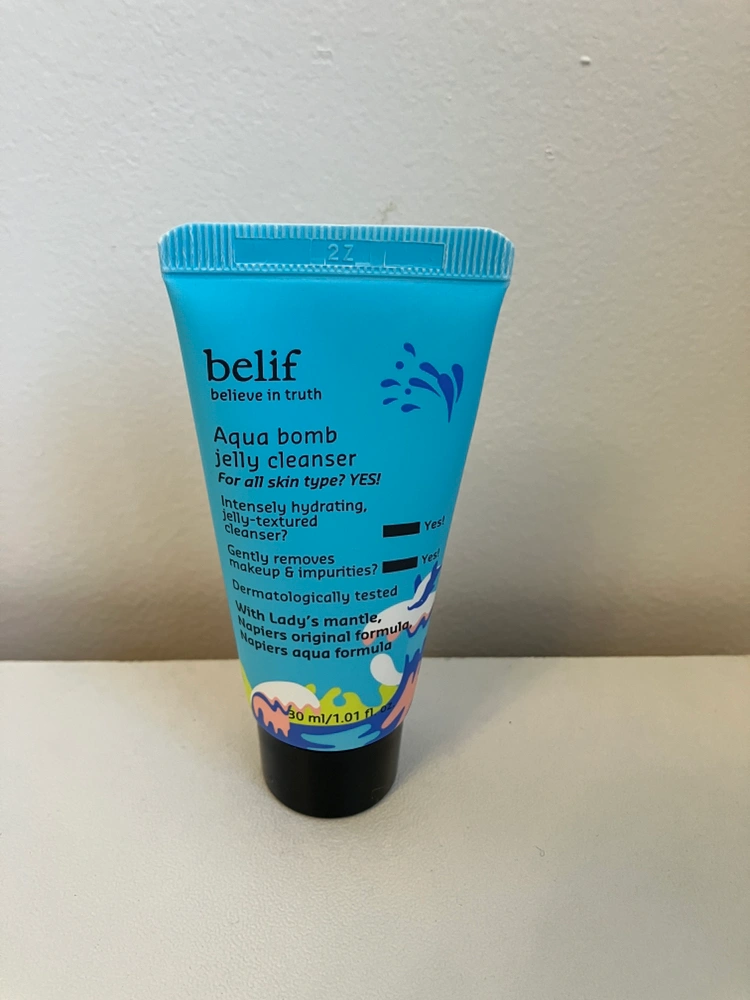 2Z
belif
believe in truth
Aqua bomb
jelly cleanser
For all skin type? YES!
Intensely hydrating,
jelly-textured
cleanser? Yes!
Gently removes
makeup & impurities? Yes!
Dermatologically tested
With Lady's mantle,
Napiers original formula,
Napiers aqua formula
30 ml/1.01 fl. oz